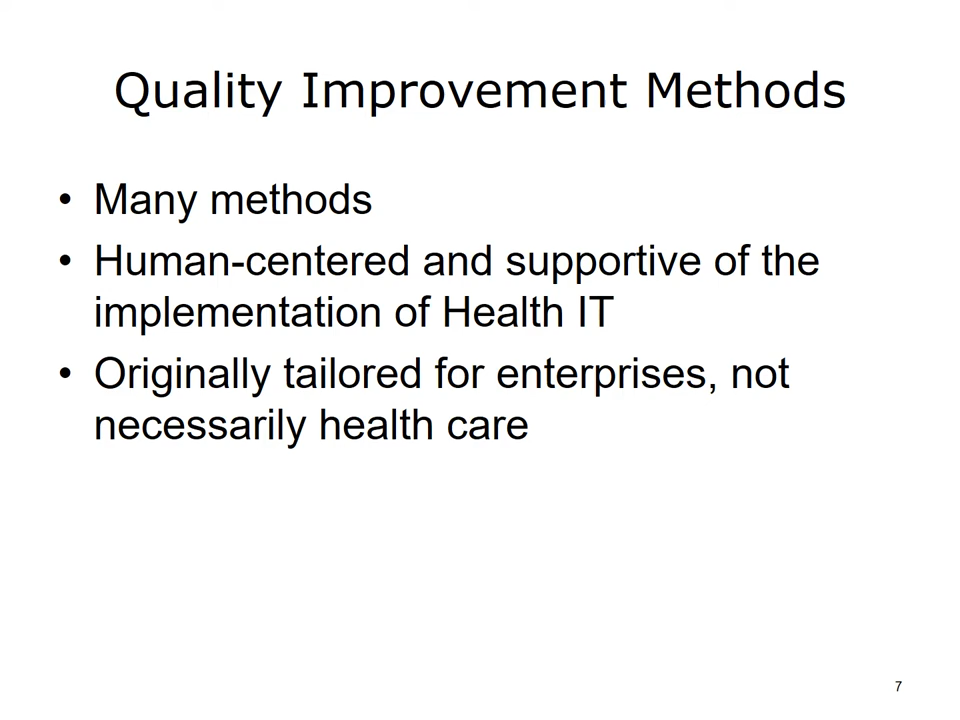 Quality Improvement Methods
• Many methods
• Human-centered and supportive of the
implementation of Health IT
• Originally tailored for enterprises, not
necessarily health care
7